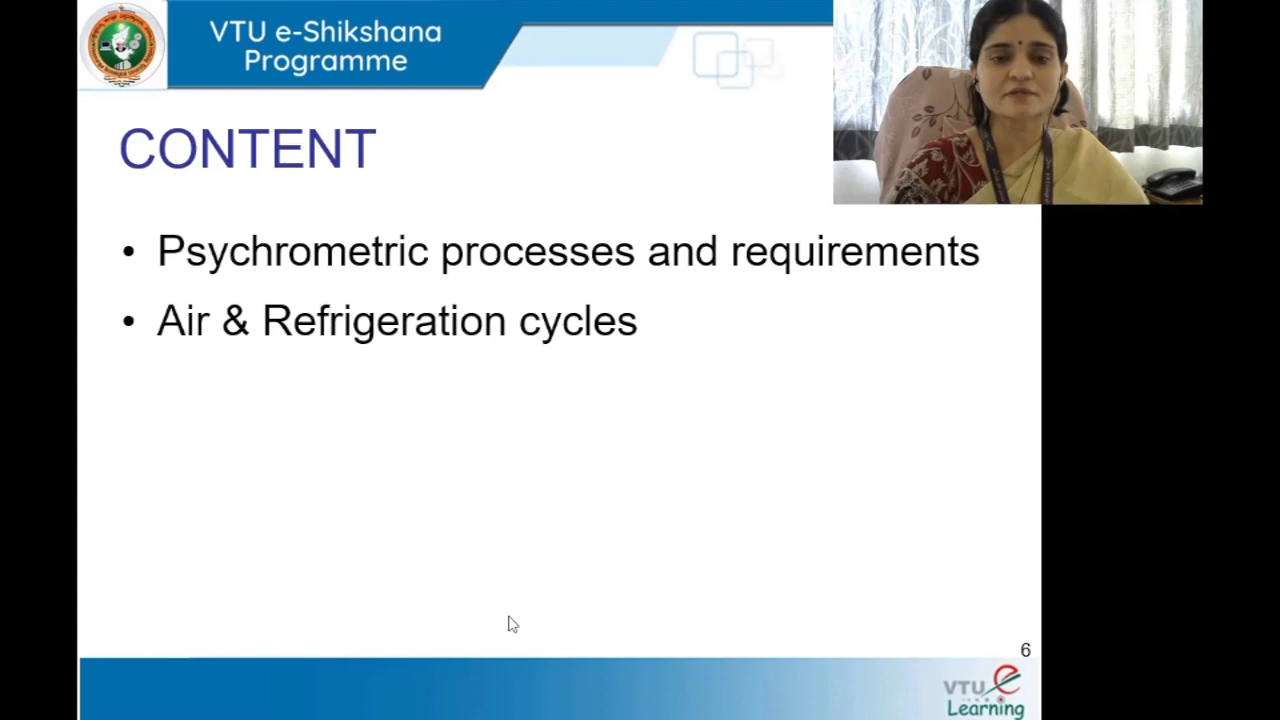 VTU e-Shikshana
Programme
CONTENT
• Psychrometric processes and requirements
• Air & Refrigeration cycles
6
VTU e
Learning